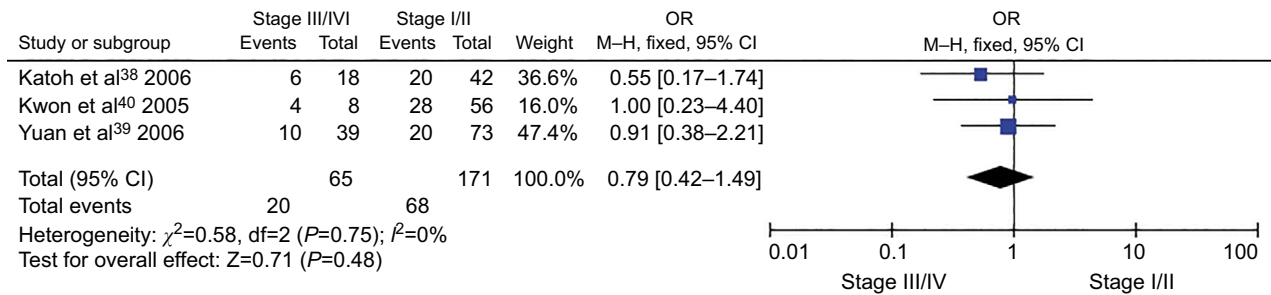 Stage III/IVI Stage I/II OR OR
Study or subgroup Events Total Events Total Weight M–H, fixed, 95% CI M–H, fixed, 95% CI
Katoh et al38 2006 6 18 20 42 36.6% 0.55 [0.17–1.74]
Kwon et al40 2005 4 8 28 56 16.0% 1.00 [0.23–4.40]
Yuan et al39 2006 10 39 20 73 47.4% 0.91 [0.38–2.21]
Total (95% CI) 65 171 100.0% 0.79 [0.42–1.49]
Total events 20 68
Heterogeneity: χ2=0.58, df=2 (P=0.75); I2=0%
Test for overall effect: Z=0.71 (P=0.48)
0.01 0.1 1 10 100
Stage III/IV Stage I/II